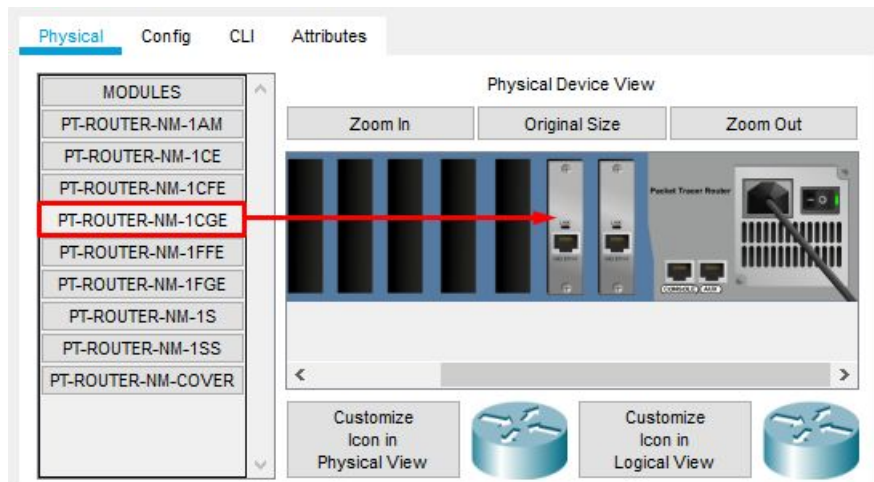 Physical Config CLI Attributes
MODULES
PT-ROUTER-NM-1AM
PT-ROUTER-NM-1CE
PT-ROUTER-NM-1CFE
PT-ROUTER-NM-1CGE
PT-ROUTER-NM-1FFE
PT-ROUTER-NM-1FGE
PT-ROUTER-NM-1S
PT-ROUTER-NM-1SS
PT-ROUTER-NM-COVER
Physical Device View
Zoom In Original Size Zoom Out
Packet Tracer Router
CONSOLE AUX
Customize
Icon in
Physical View
Customize
Icon in
Logical View